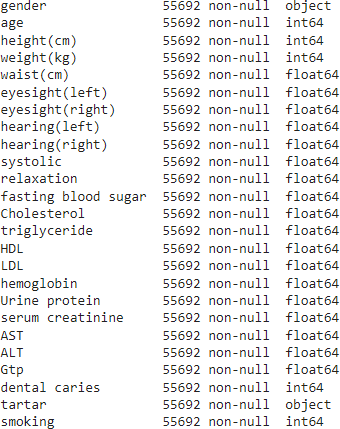 gender 55692 non-null object
age 55692 non-null int64
height(cm) 55692 non-null int64
weight(kg) 55692 non-null int64
waist(cm) 55692 non-null float64
eyesight(left) 55692 non-null float64
eyesight(right) 55692 non-null float64
hearing(left) 55692 non-null float64
hearing(right) 55692 non-null float64
systolic 55692 non-null float64
relaxation 55692 non-null float64
fasting blood sugar 55692 non-null float64
Cholesterol 55692 non-null float64
triglyceride 55692 non-null float64
HDL 55692 non-null float64
LDL 55692 non-null float64
hemoglobin 55692 non-null float64
Urine protein 55692 non-null float64
serum creatinine 55692 non-null float64
AST 55692 non-null float64
ALT 55692 non-null float64
Gtp 55692 non-null float64
dental caries 55692 non-null int64
tartar 55692 non-null object
smoking 55692 non-null int64